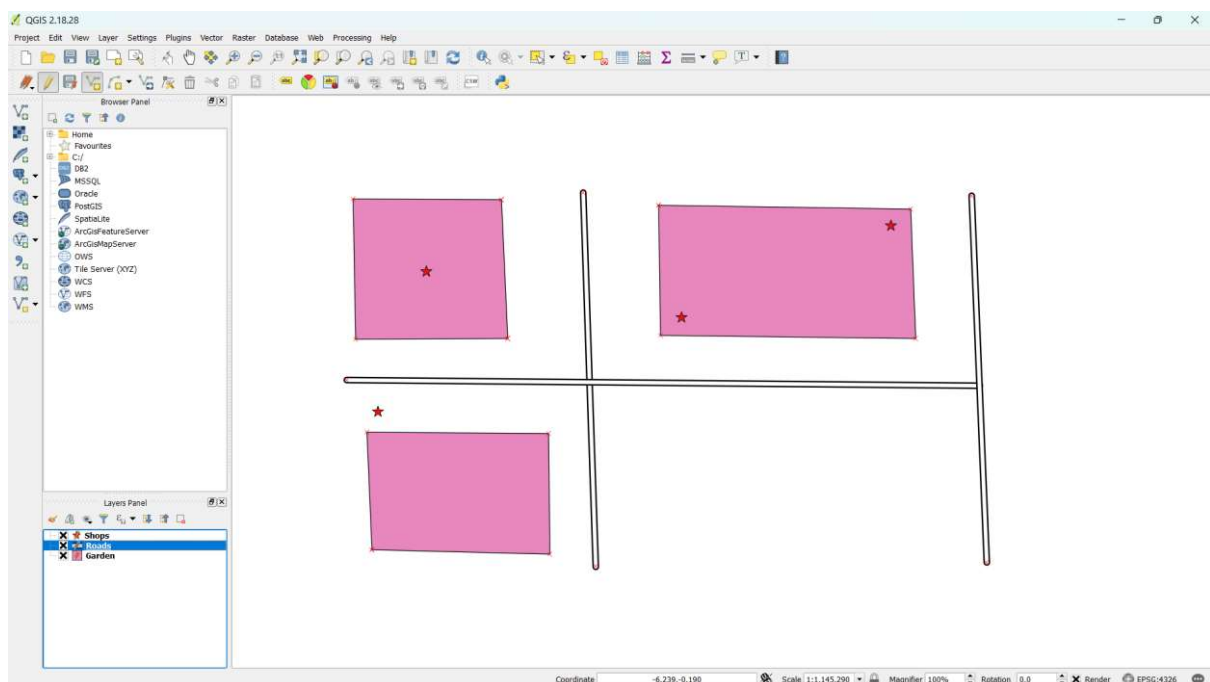 QGIS 2.18.28
Project Edit View Layer Settings Plugins Vector Raster Database Web Processing Help
Browser Panel
Home
Favourites
C:/
DB2
MSSQL
Oracle
PostGIS
SpatiaLite
ArcGisFeatureServer
ArcGisMapServer
OWS
Tile Server (XYZ)
WCS
WFS
WMS
Layers Panel
Shops
Roads
Garden
Coordinate -6.239,-0.190 Scale 1:1,145,290 Magnifier 100% Rotation 0.0 Render EPSG:4326